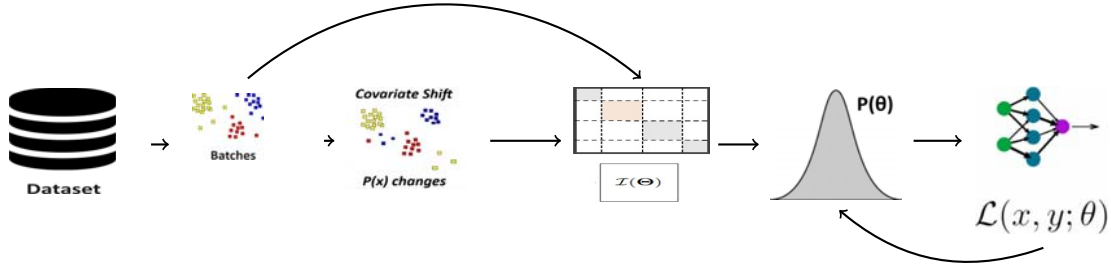 Dataset
Batches
Covariate Shift
P(x) changes
𝓘(Θ)
P(θ)
ℒ(x, y; θ)